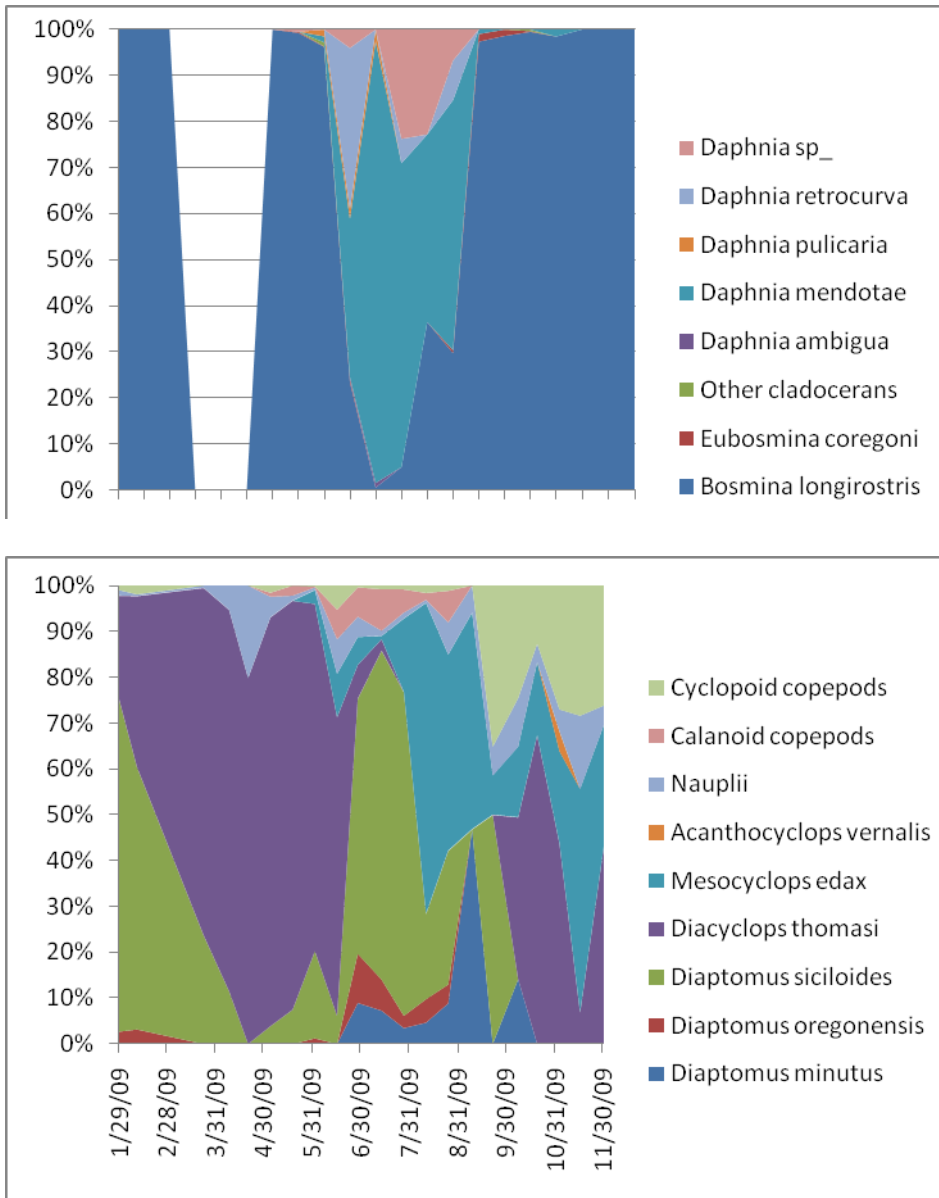 100%
90%
80%
70%
60%
50%
40%
30%
20%
10%
0%
Daphnia sp_
Daphnia retrocurva
Daphnia pulicaria
Daphnia mendotae
Daphnia ambigua
Other cladocerans
Eubosmina coregoni
Bosmina longirostris
100%
90%
80%
70%
60%
50%
40%
30%
20%
10%
0%
1/29/09
2/28/09
3/31/09
4/30/09
5/31/09
6/30/09
7/31/09
8/31/09
9/30/09
10/31/09
11/30/09
Cyclopoid copepods
Calanoid copepods
Nauplii
Acanthocyclops vernalis
Mesocyclops edax
Diacyclops thomasi
Diaptomus siciloides
Diaptomus oregonensis
Diaptomus minutus